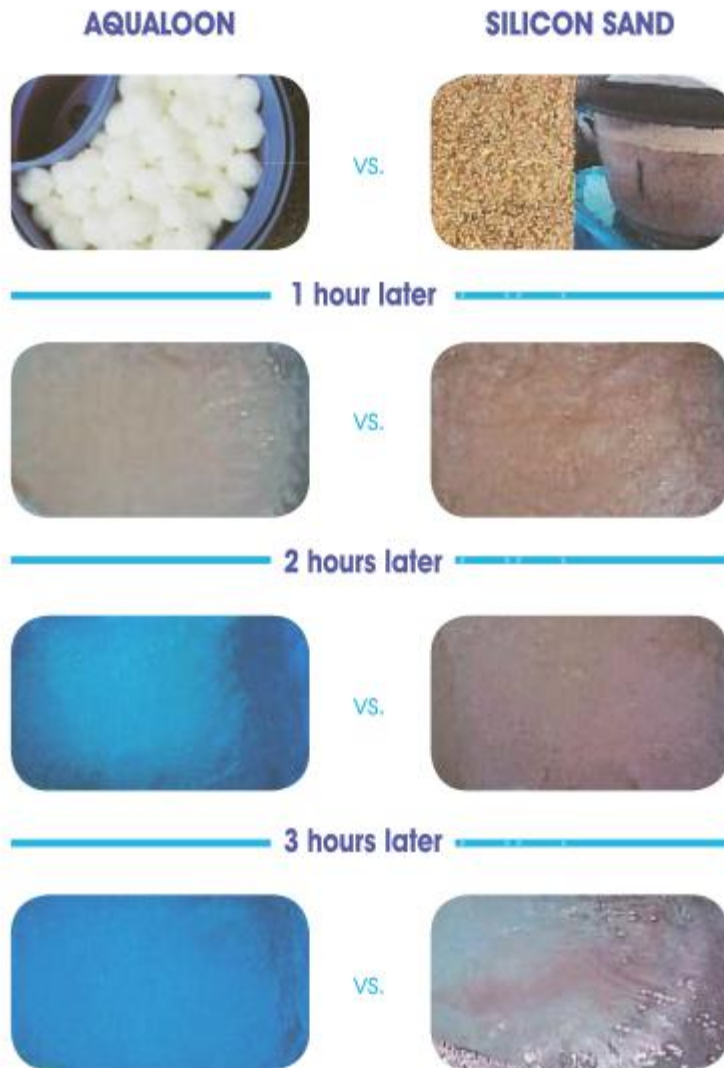 AQUALOON SILICON SAND
VS.
1 hour later
VS.
2 hours later
VS.
3 hours later
VS.